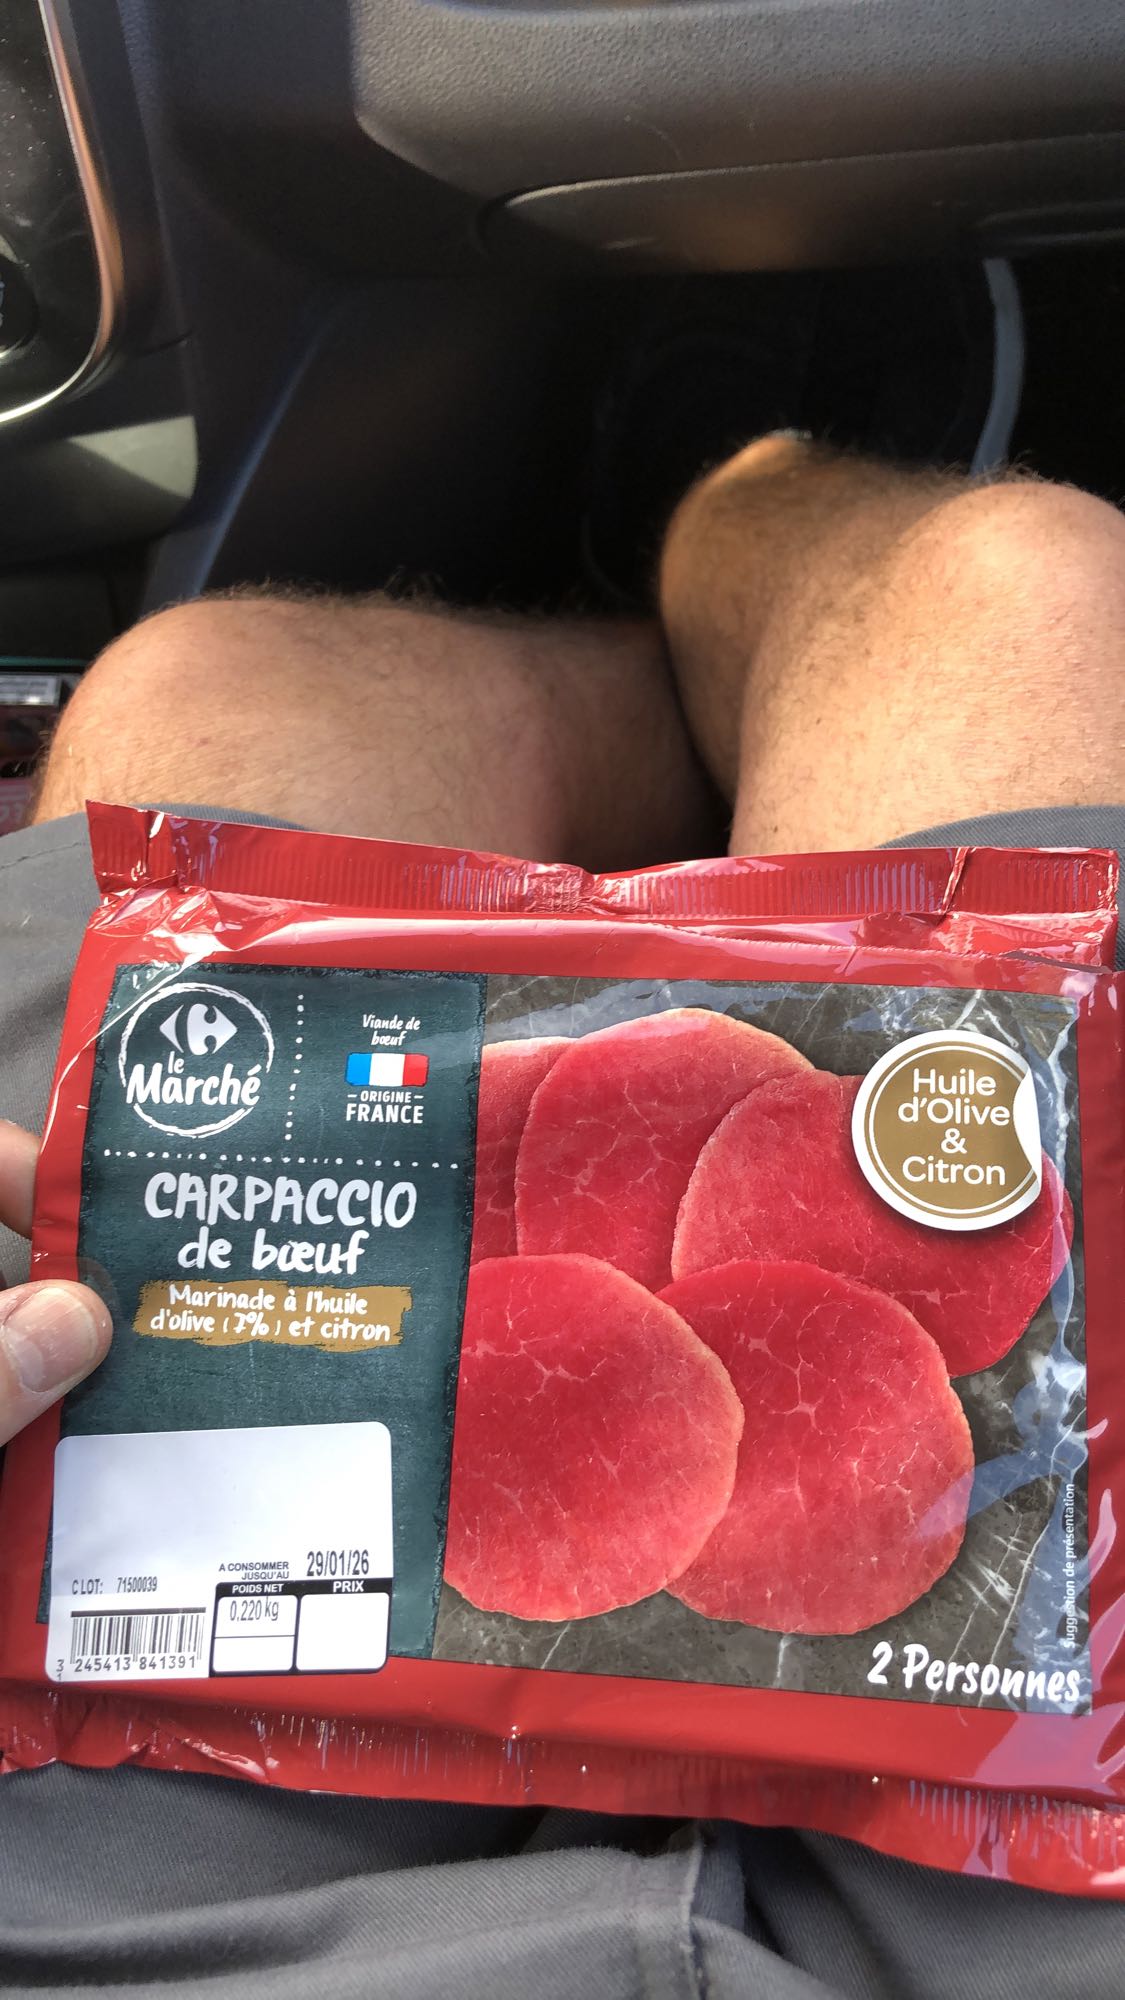 le
Marché
Viande de
bœuf
- ORIGINE -
FRANCE
CARPACCIO
de bœuf
Marinade à l'huile
d'olive (7%) et citron
Huile
d'Olive
&
Citron
A CONSOMMER
JUSQU'AU
29/01/26
C LOT: 71500039
POIDS NET
PRIX
0,220 kg
3 245413 841391
Suggestion de présentation
2 Personnes